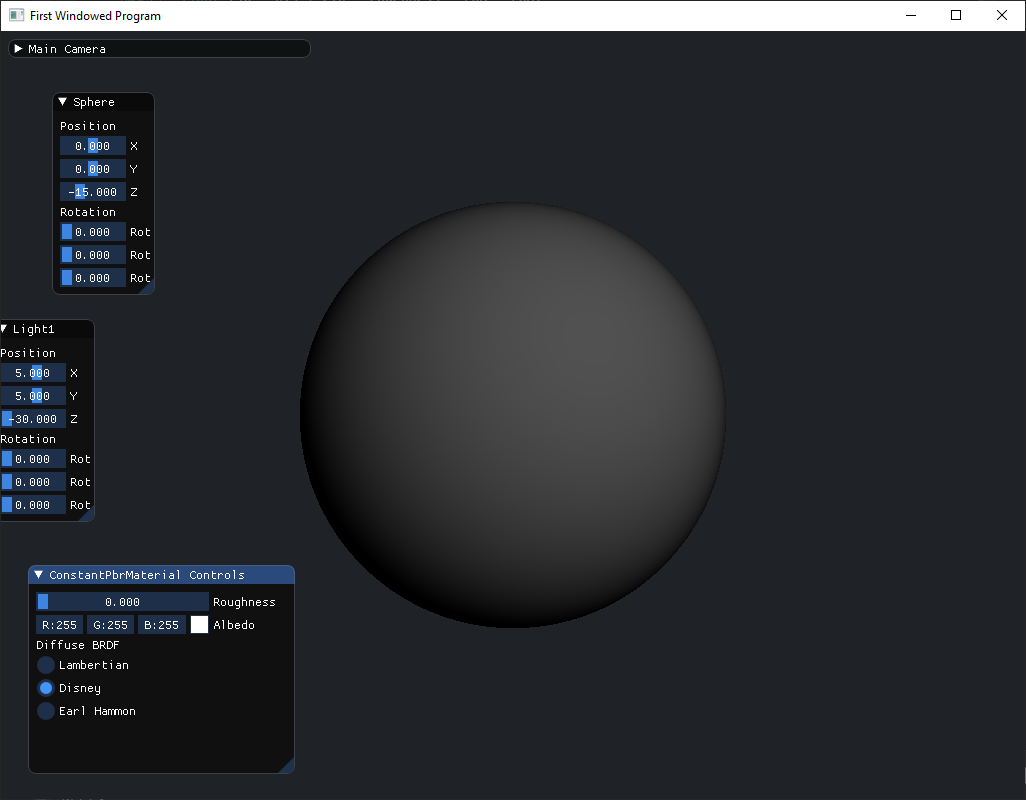 First Windowed Program
Main Camera
Sphere
Position
0.000 X
0.000 Y
-15.000 Z
Rotation
0.000 Rot
0.000 Rot
0.000 Rot
Light1
Position
5.000 X
5.000 Y
-30.000 Z
Rotation
0.000 Rot
0.000 Rot
0.000 Rot
ConstantPbrMaterial Controls
0.000 Roughness
R:255 G:255 B:255 Albedo
Diffuse BRDF
Lambertian
Disney
Earl Hammon